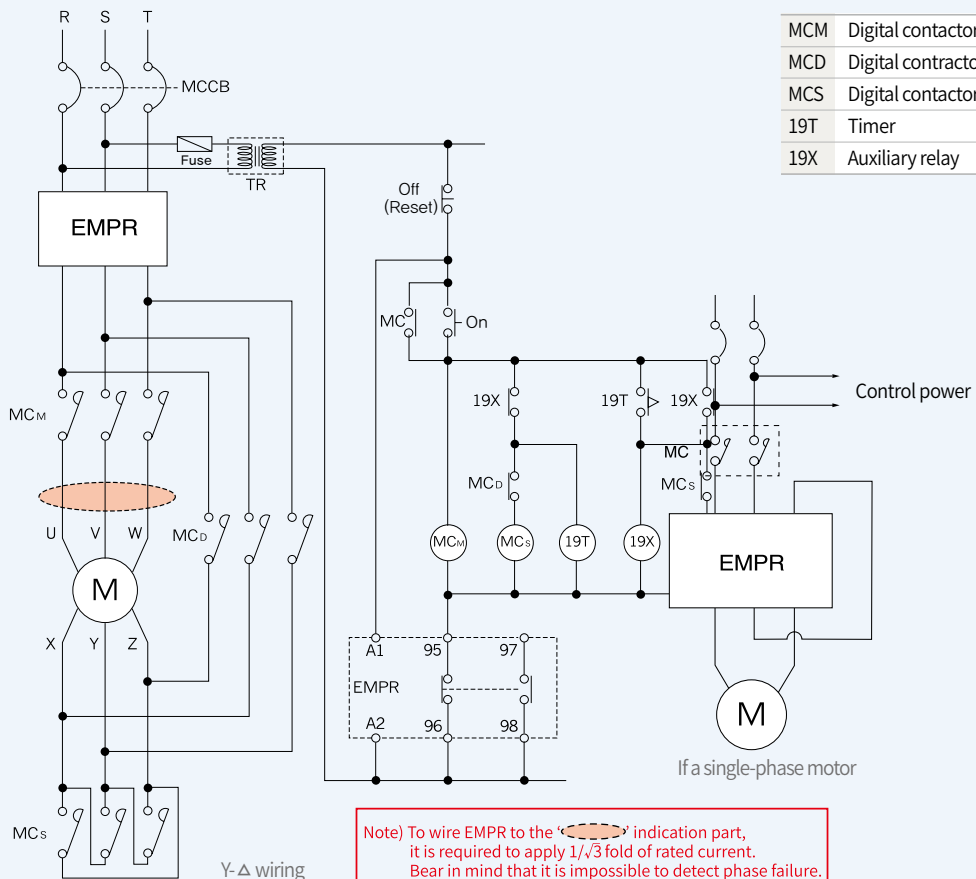 R S T
MCCB
Fuse
TR
EMPR
MCM
U V W
MCD
M
X Y Z
MCS
Y-Δ wiring
Off
(Reset)
MC
On
19X
19T
19X
MCD
MC
MCS
MCM
MCS
19T
19X
A1 95 97
EMPR
A2 96 98
MCM Digital contactor
MCD Digital contracto
MCS Digital contactor
19T Timer
19X Auxiliary relay
Control power
EMPR
M
If a single-phase motor
Note) To wire EMPR to the ‘ ’ indication part,
it is required to apply 1/√3 fold of rated current.
Bear in mind that it is impossible to detect phase failure.